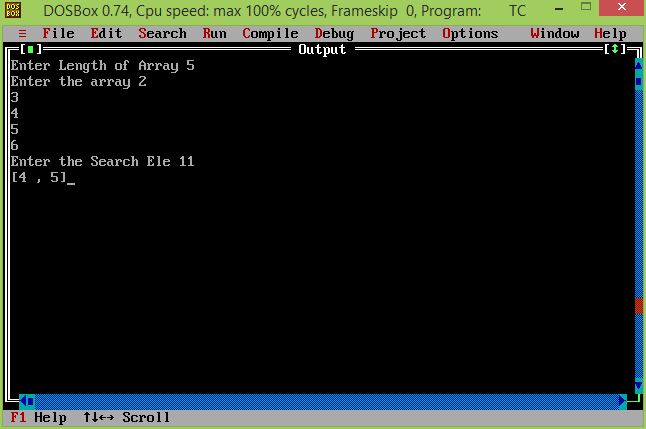 DOSBox 0.74, Cpu speed: max 100% cycles, Frameskip 0, Program: TC
≡ File Edit Search Run Compile Debug Project Options Window Help
[■] Output [↕]
Enter Length of Array 5
Enter the array 2
3
4
5
6
Enter the Search Ele 11
[4 , 5]_
F1 Help ↑↓←→ Scroll